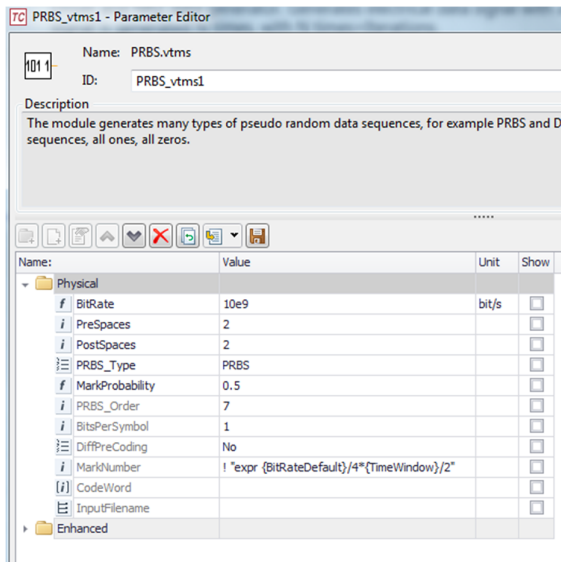 TC PRBS_vtms1 - Parameter Editor
101 1
Name: PRBS.vtms
ID: PRBS_vtms1
Description
The module generates many types of pseudo random data sequences, for example PRBS and D
sequences, all ones, all zeros.
Name: Value Unit Show
Physical
f BitRate 10e9 bit/s
i PreSpaces 2
i PostSpaces 2
PRBS_Type PRBS
f MarkProbability 0.5
i PRBS_Order 7
i BitsPerSymbol 1
DiffPreCoding No
i MarkNumber ! "expr {BitRateDefault}/4*{TimeWindow}/2"
[i] CodeWord
InputFilename
Enhanced